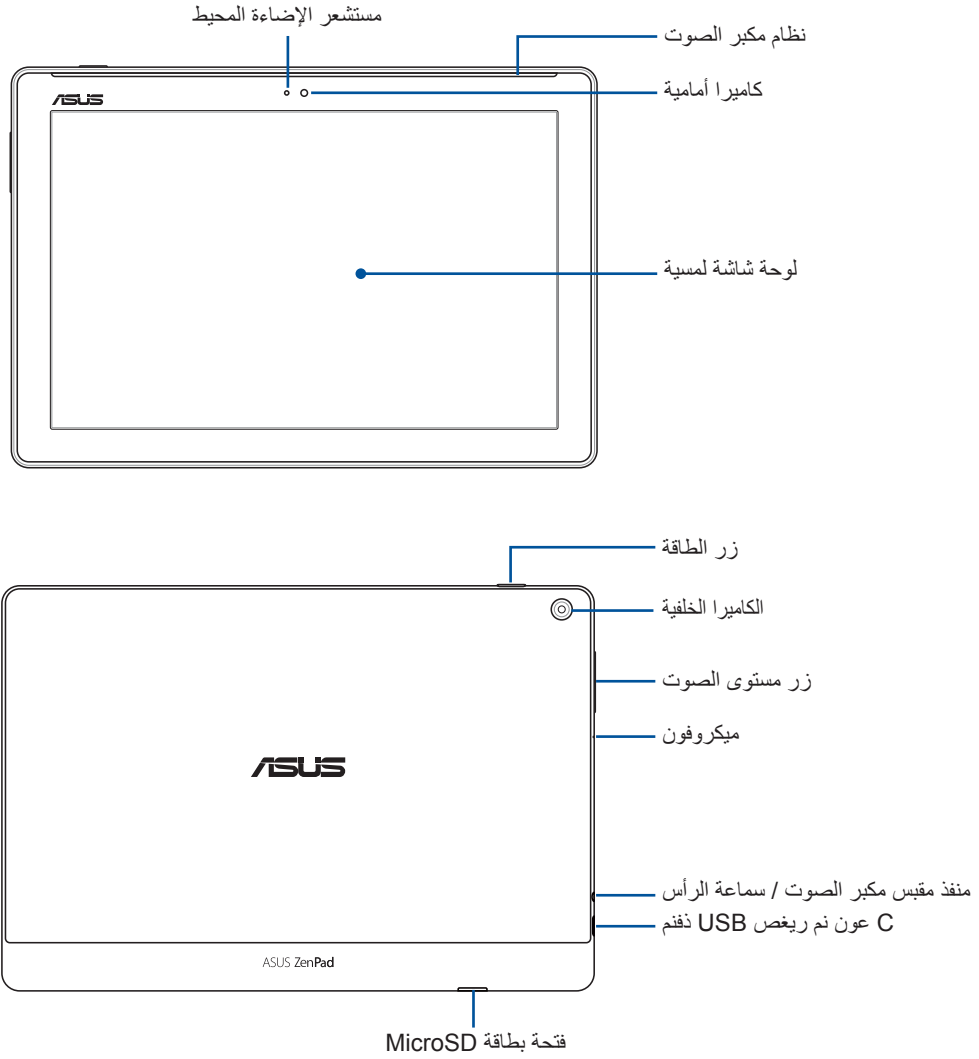 مستشعر الإضاءة المحيط
نظام مكبر الصوت
كاميرا أمامية
ASUS
لوحة شاشة لمسية
زر الطاقة
الكاميرا الخلفية
زر مستوى الصوت
ميكروفون
ASUS
منفذ مقبس مكبر الصوت / سماعة الرأس
C عون نم ريغص USB ذفنم
ASUS ZenPad
فتحة بطاقة MicroSD